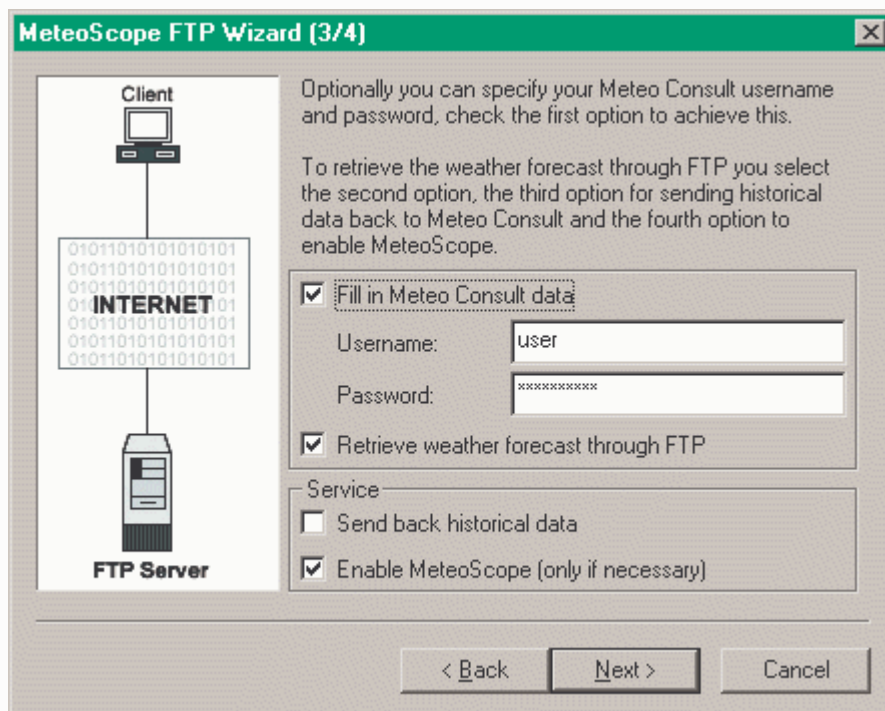 MeteoScope FTP Wizard (3/4)
Client
0101101010101010101
0101101010101010101
0101101010101010101
INTERNET
0101101010101010101
0101101010101010101
0101101010101010101
FTP Server
Optionally you can specify your Meteo Consult username
and password, check the first option to achieve this.
To retrieve the weather forecast through FTP you select
the second option, the third option for sending historical
data back to Meteo Consult and the fourth option to
enable MeteoScope.
Fill in Meteo Consult data
Username:
user
Password:
xxxxxxxxxx
Retrieve weather forecast through FTP
Service
Send back historical data
Enable MeteoScope (only if necessary)
< Back
Next >
Cancel